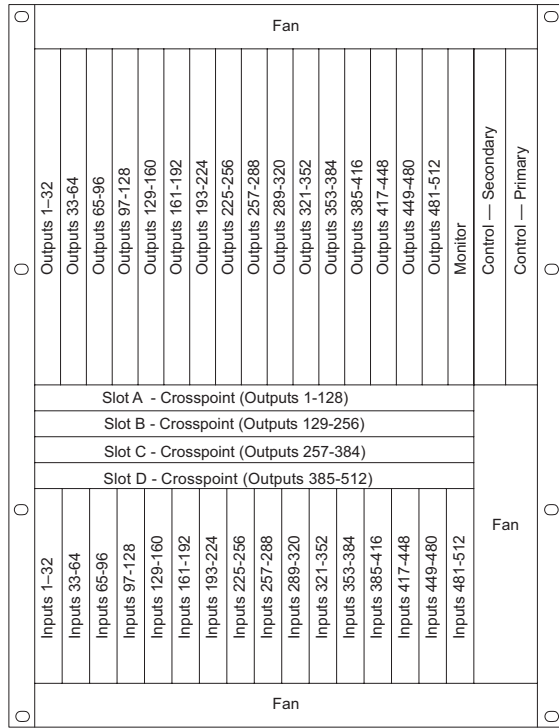 Fan
Outputs 1–32
Outputs 33-64
Outputs 65-96
Outputs 97-128
Outputs 129-160
Outputs 161-192
Outputs 193-224
Outputs 225-256
Outputs 257-288
Outputs 289-320
Outputs 321-352
Outputs 353-384
Outputs 385-416
Outputs 417-448
Outputs 449-480
Outputs 481-512
Monitor
Control — Secondary
Control — Primary
Slot A - Crosspoint (Outputs 1-128)
Slot B - Crosspoint (Outputs 129-256)
Slot C - Crosspoint (Outputs 257-384)
Slot D - Crosspoint (Outputs 385-512)
Inputs 1–32
Inputs 33-64
Inputs 65-96
Inputs 97-128
Inputs 129-160
Inputs 161-192
Inputs 193-224
Inputs 225-256
Inputs 257-288
Inputs 289-320
Inputs 321-352
Inputs 353-384
Inputs 385-416
Inputs 417-448
Inputs 449-480
Inputs 481-512
Fan
Fan